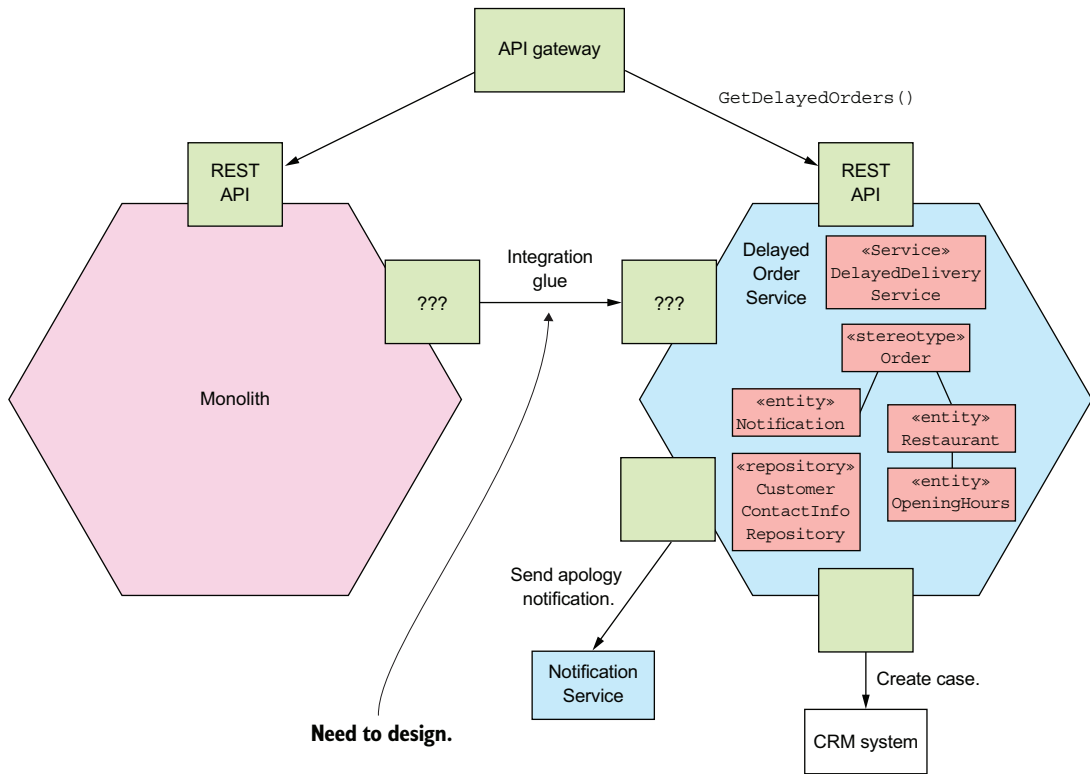 API gateway
GetDelayedOrders()
REST
API
REST
API
Delayed
Order
Service
«Service»
DelayedDelivery
Service
Integration
glue
???
???
«stereotype»
Order
Monolith
«entity»
Notification
«entity»
Restaurant
«repository»
Customer
ContactInfo
Repository
«entity»
OpeningHours
Send apology
notification.
Notification
Service
Create case.
Need to design.
CRM system